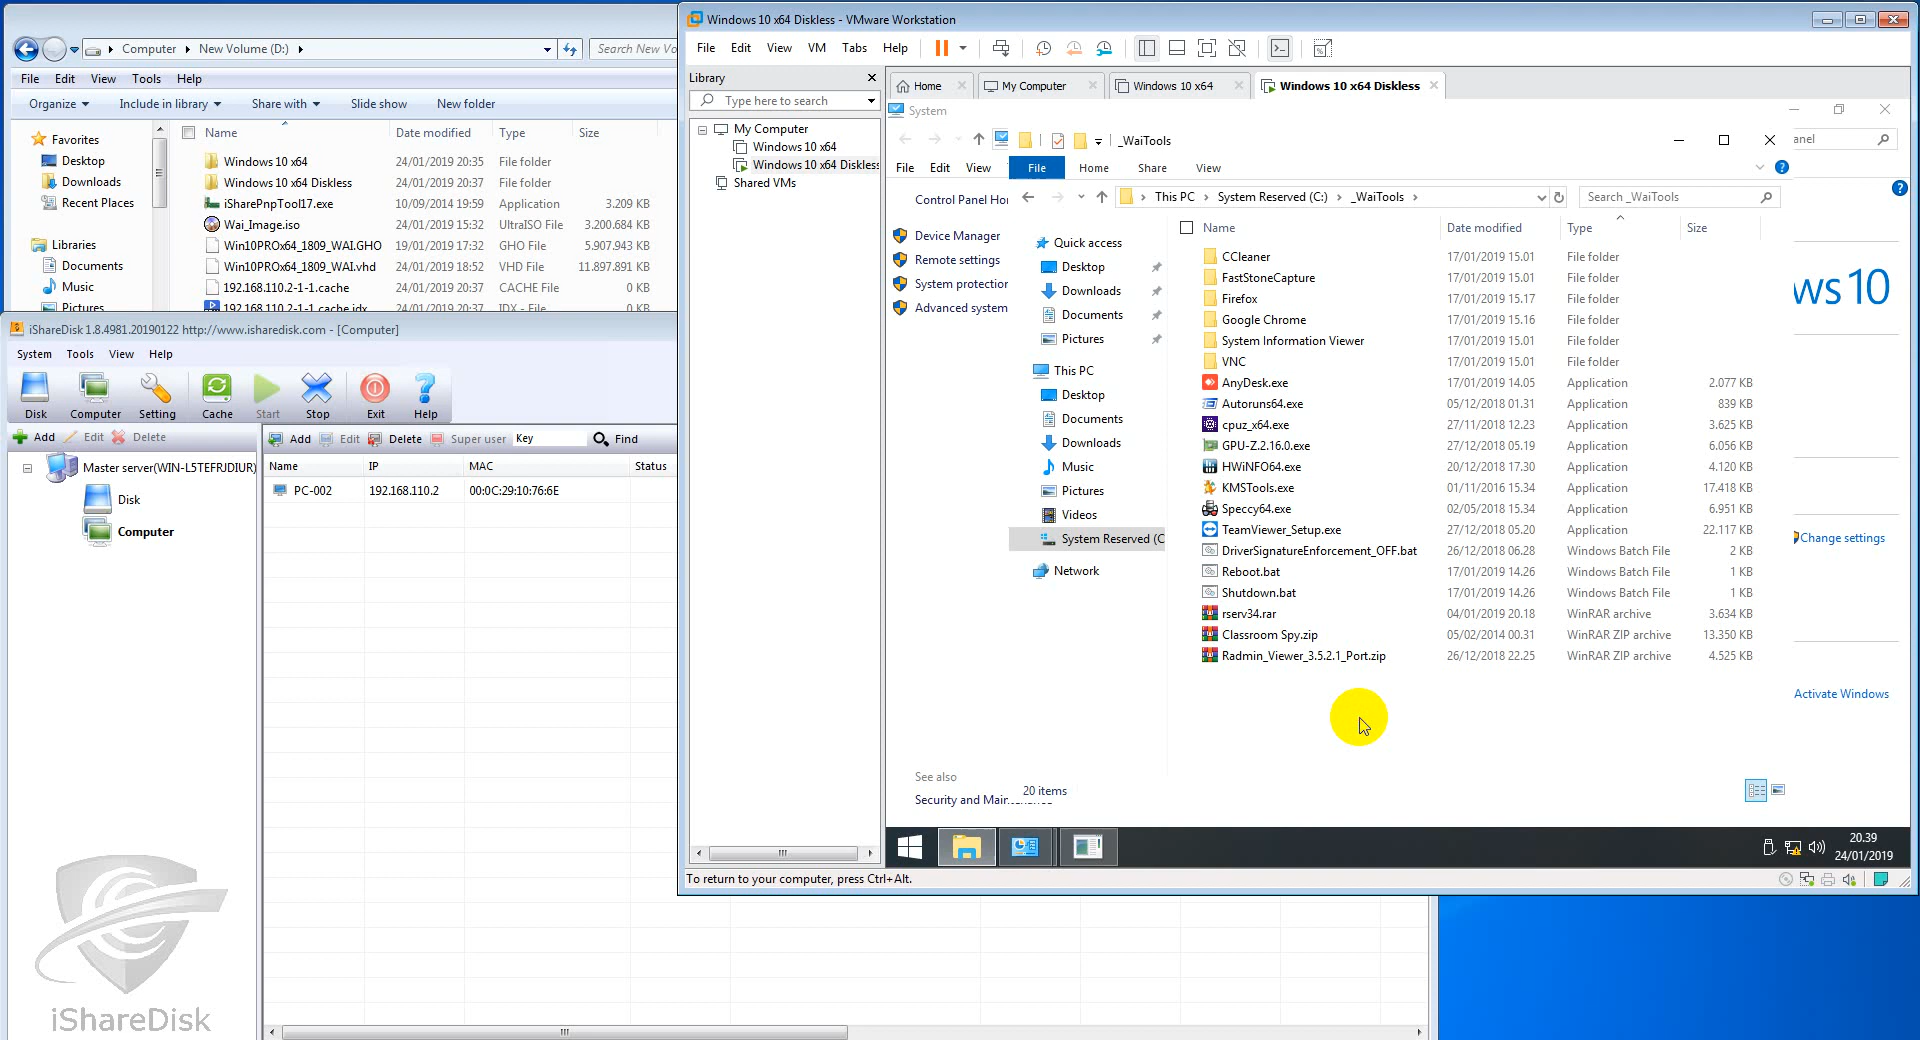 Computer ▸ New Volume (D:) ▸
Search New Vo
File Edit View Tools Help
Organize Include in library Share with Slide show New folder
Favorites
Desktop
Downloads
Recent Places
Libraries
Documents
Music
Pictures
Name Date modified Type Size
Windows 10 x64 24/01/2019 20:35 File folder
Windows 10 x64 Diskless 24/01/2019 20:37 File folder
iSharePnpTool17.exe 10/09/2014 19:59 Application 3.209 KB
Wai_Image.iso 24/01/2019 15:32 UltraISO File 3.200.684 KB
Win10PROx64_1809_WAI.GHO 19/01/2019 17:32 GHO File 5.907.943 KB
Win10PROx64_1809_WAI.vhd 24/01/2019 18:52 VHD File 11.897.891 KB
192.168.110.2-1-1.cache 24/01/2019 20:37 CACHE File 0 KB
192.168.110.2-1-1.cache.idx 24/01/2019 20:37 IDX - File 0 KB
iShareDisk 1.8.4981.20190122 http://www.isharedisk.com - [Computer]
System Tools View Help
Disk Computer Setting Cache Start Stop Exit Help
Add Edit Delete
Master server(WIN-L5TEFRJDIUR)
Disk
Computer
Add Edit Delete Super user Key Find
Name IP MAC Status
PC-002 192.168.110.2 00:0C:29:10:76:6E
iShareDisk
Windows 10 x64 Diskless - VMware Workstation
File Edit View VM Tabs Help
Library
Type here to search
My Computer
Windows 10 x64
Windows 10 x64 Diskless
Shared VMs
Home My Computer Windows 10 x64 Windows 10 x64 Diskless
System
_WaiTools
anel
File Edit View
File Home Share View
Control Panel Hor
Device Manager
Remote settings
System protection
Advanced system
This PC System Reserved (C:) _WaiTools
Search _WaiTools
Quick access
Desktop
Downloads
Documents
Pictures
This PC
Desktop
Documents
Downloads
Music
Pictures
Videos
System Reserved (C
Network
Name Date modified Type Size
CCleaner 17/01/2019 15.01 File folder
FastStoneCapture 17/01/2019 15.01 File folder
Firefox 17/01/2019 15.17 File folder
Google Chrome 17/01/2019 15.16 File folder
System Information Viewer 17/01/2019 15.01 File folder
VNC 17/01/2019 15.01 File folder
AnyDesk.exe 17/01/2019 14.05 Application 2.077 KB
Autoruns64.exe 05/12/2018 01.31 Application 839 KB
cpuz_x64.exe 27/11/2018 12.23 Application 3.625 KB
GPU-Z.2.16.0.exe 27/12/2018 05.19 Application 6.056 KB
HWiNFO64.exe 20/12/2018 17.30 Application 4.120 KB
KMSTools.exe 01/11/2016 15.34 Application 17.418 KB
Speccy64.exe 02/05/2018 15.34 Application 6.951 KB
TeamViewer_Setup.exe 27/12/2018 05.20 Application 22.117 KB
DriverSignatureEnforcement_OFF.bat 26/12/2018 06.28 Windows Batch File 2 KB
Reboot.bat 17/01/2019 14.26 Windows Batch File 1 KB
Shutdown.bat 17/01/2019 14.26 Windows Batch File 1 KB
rserv34.rar 04/01/2019 20.18 WinRAR archive 3.634 KB
Classroom Spy.zip 05/02/2014 00.31 WinRAR ZIP archive 13.350 KB
Radmin_Viewer_3.5.2.1_Port.zip 26/12/2018 22.25 WinRAR ZIP archive 4.525 KB
ws 10
Change settings
Activate Windows
See also
20 items
Security and
20.39
24/01/2019
To return to your computer, press Ctrl+Alt.